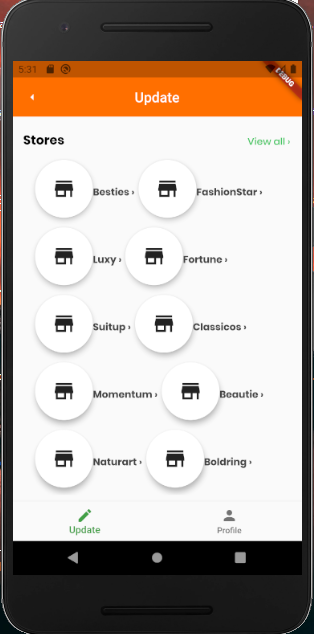 5:31
DEBUG
Update
Stores
View all ›
Besties › FashionStar ›
Luxy › Fortune ›
Suitup › Classicos ›
Momentum › Beautie ›
Naturart › Boldring ›
Update Profile